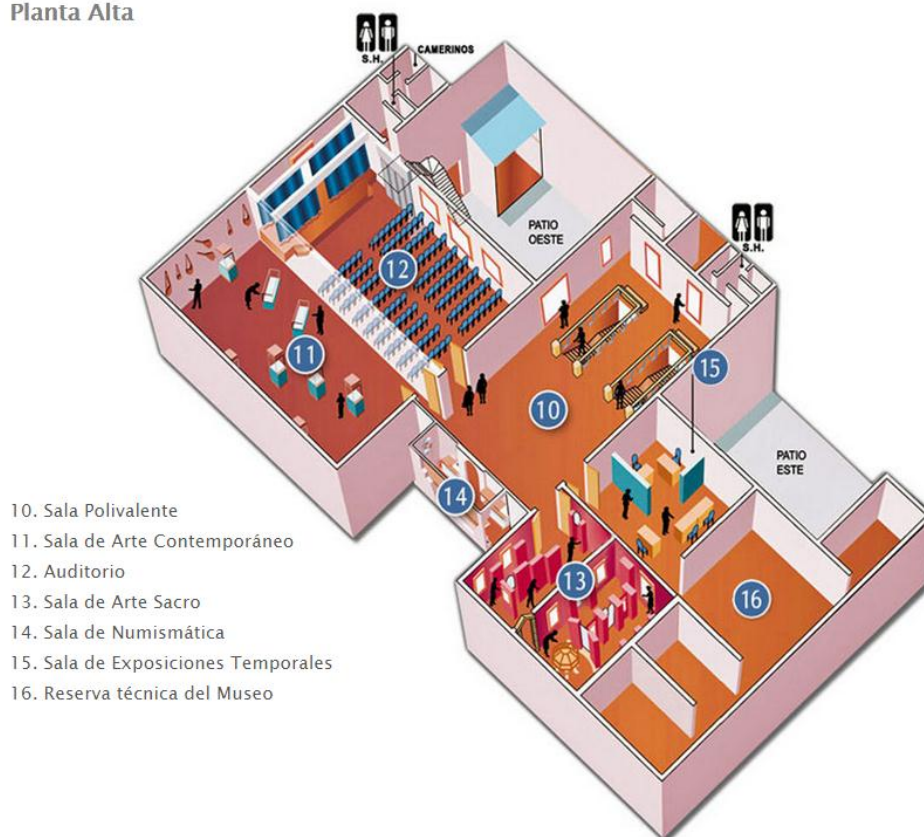 Planta Alta
S.H.
CAMERINOS
PATIO
OESTE
S.H.
12
11
15
10
PATIO
ESTE
14
13
16
10. Sala Polivalente
11. Sala de Arte Contemporáneo
12. Auditorio
13. Sala de Arte Sacro
14. Sala de Numismática
15. Sala de Exposiciones Temporales
16. Reserva técnica del Museo